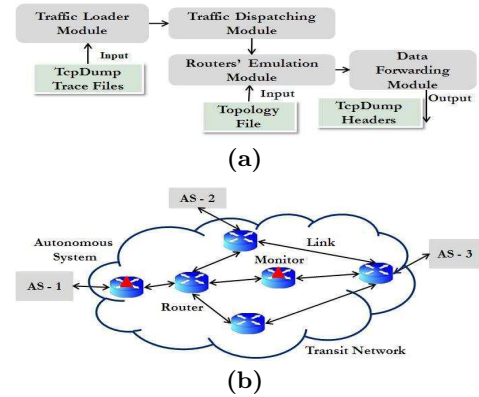 Traffic Loader
Module
Traffic Dispatching
Module
Input
TcpDump
Trace Files
Routers' Emulation
Module
Data
Forwarding
Module
Input
Topology
File
Output
TcpDump
Headers
(a)
AS - 2
Autonomous
System
Link
Monitor
AS - 3
AS - 1
Router
Transit Network
(b)